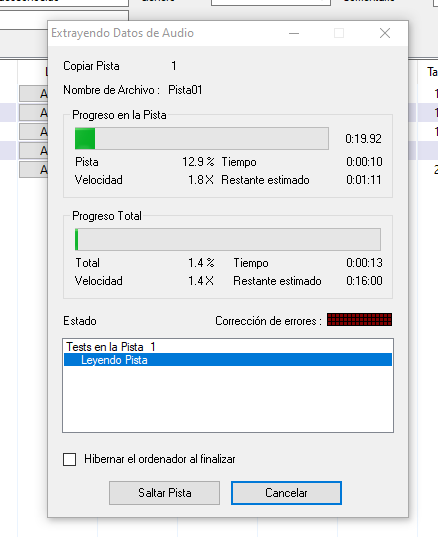 Extrayendo Datos de Audio
Copiar Pista 1
Nombre de Archivo : Pista01
Progreso en la Pista
0:19.92
Pista 12.9 % Tiempo 0:00:10
Velocidad 1.8 X Restante estimado 0:01:11
Progreso Total
Total 1.4 % Tiempo 0:00:13
Velocidad 1.4 X Restante estimado 0:16:00
Estado Corrección de errores :
Tests en la Pista 1
Leyendo Pista
Hibernar el ordenador al finalizar
Saltar Pista Cancelar